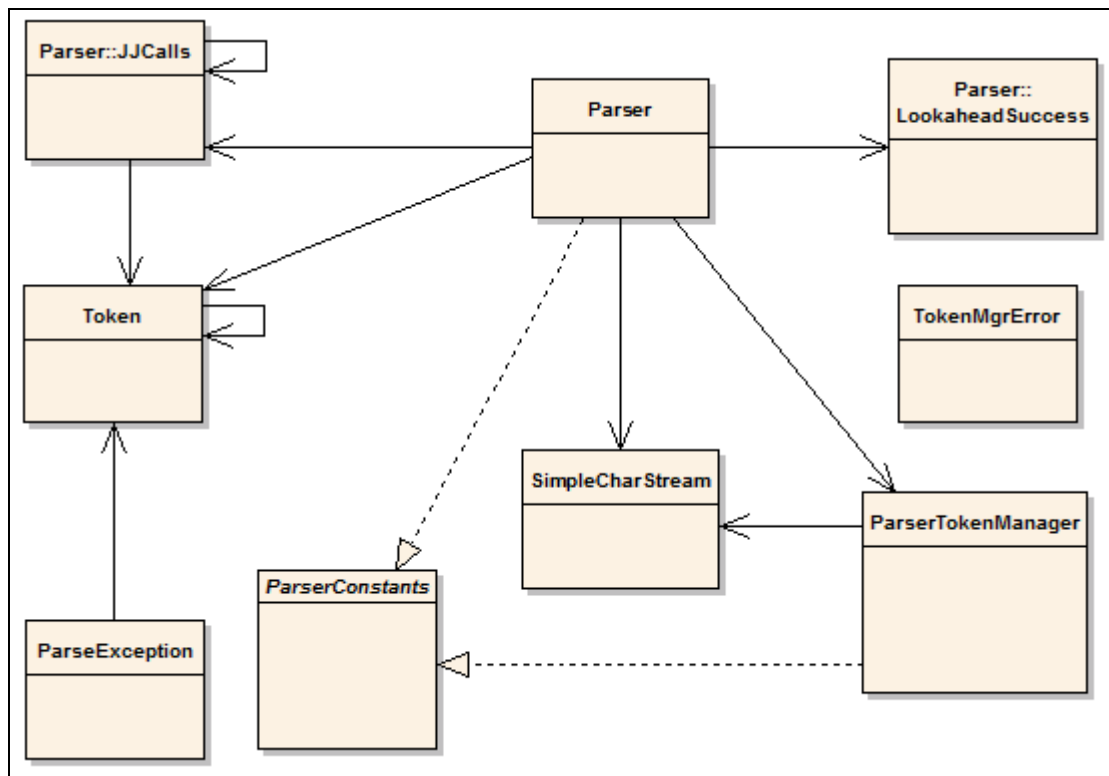 Parser::JJCalls
Parser
Parser::
LookaheadSuccess
Token
TokenMgrError
SimpleCharStream
ParserTokenManager
ParserConstants
ParseException